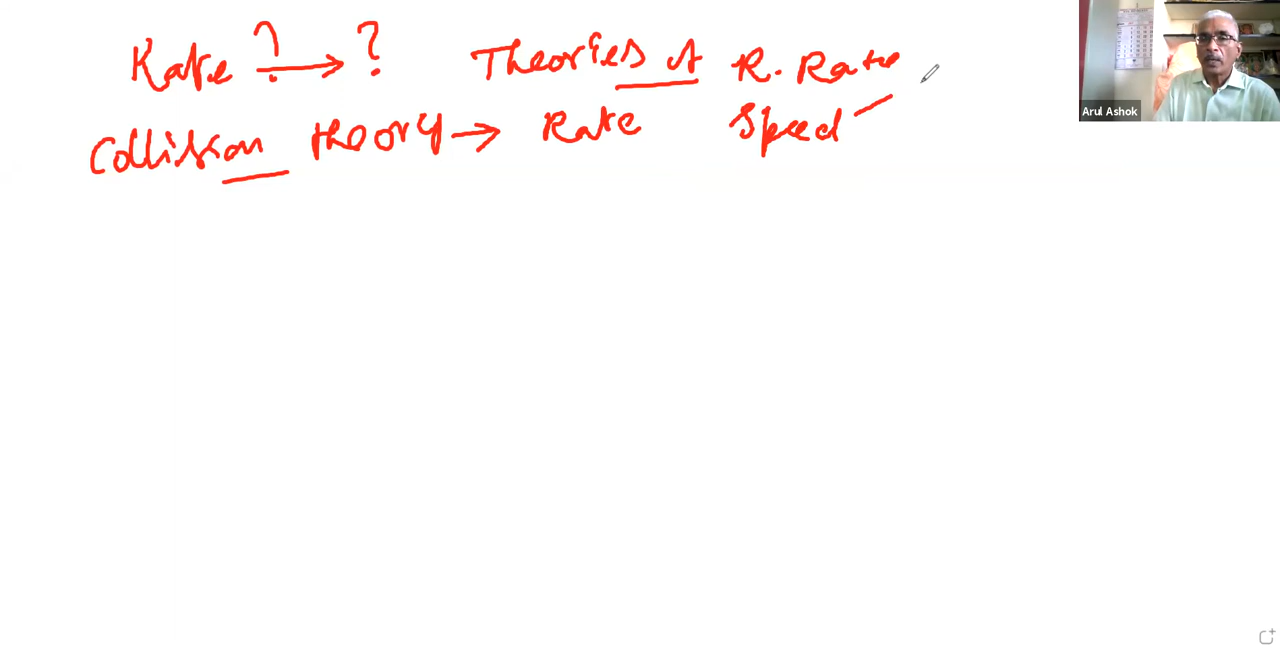 Rate ? → ? Theories of R. Rate
Collision theory → Rate Speed
Arul Ashok